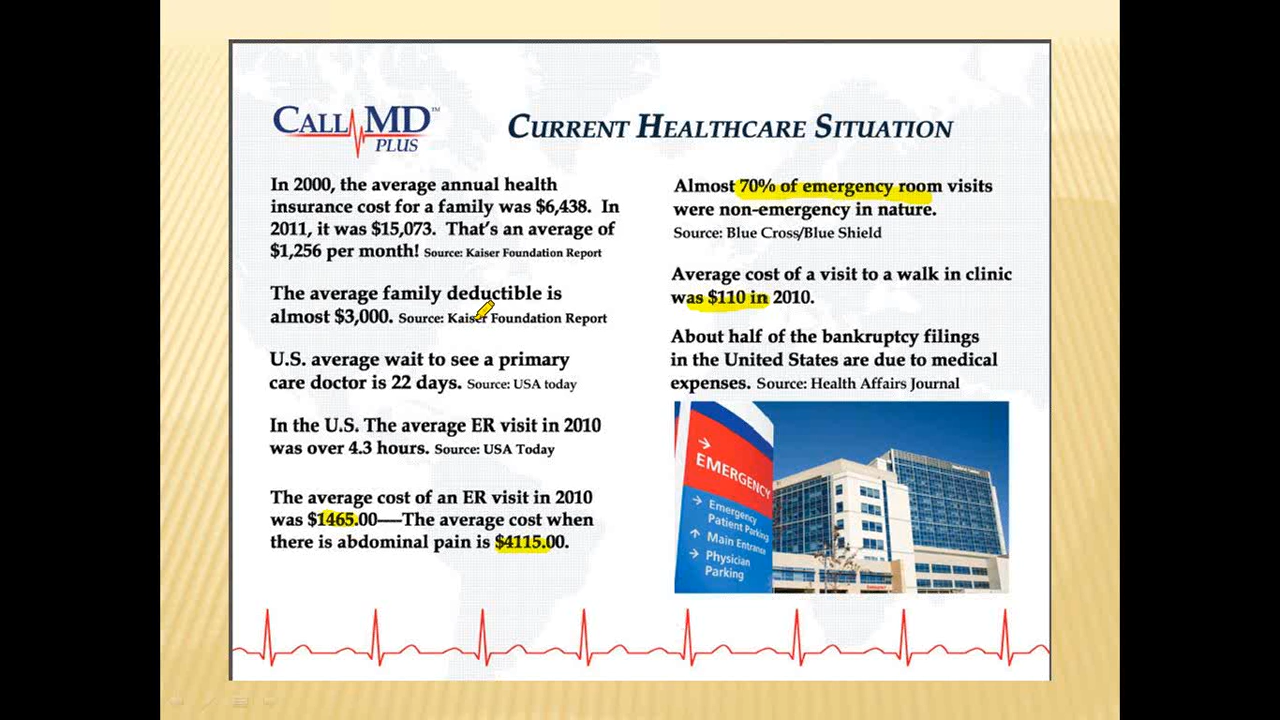 CALL MD™
PLUS
CURRENT HEALTHCARE SITUATION
In 2000, the average annual health
insurance cost for a family was $6,438. In
2011, it was $15,073. That's an average of
$1,256 per month! Source: Kaiser Foundation Report
The average family deductible is
almost $3,000. Source: Kaiser Foundation Report
U.S. average wait to see a primary
care doctor is 22 days. Source: USA today
In the U.S. The average ER visit in 2010
was over 4.3 hours. Source: USA Today
The average cost of an ER visit in 2010
was $1465.00—The average cost when
there is abdominal pain is $4115.00.
Almost 70% of emergency room visits
were non-emergency in nature.
Source: Blue Cross/Blue Shield
Average cost of a visit to a walk in clinic
was $110 in 2010.
About half of the bankruptcy filings
in the United States are due to medical
expenses. Source: Health Affairs Journal
EMERGENCY
Emergency
Patient Parking
Main Entrance
Physician
Parking